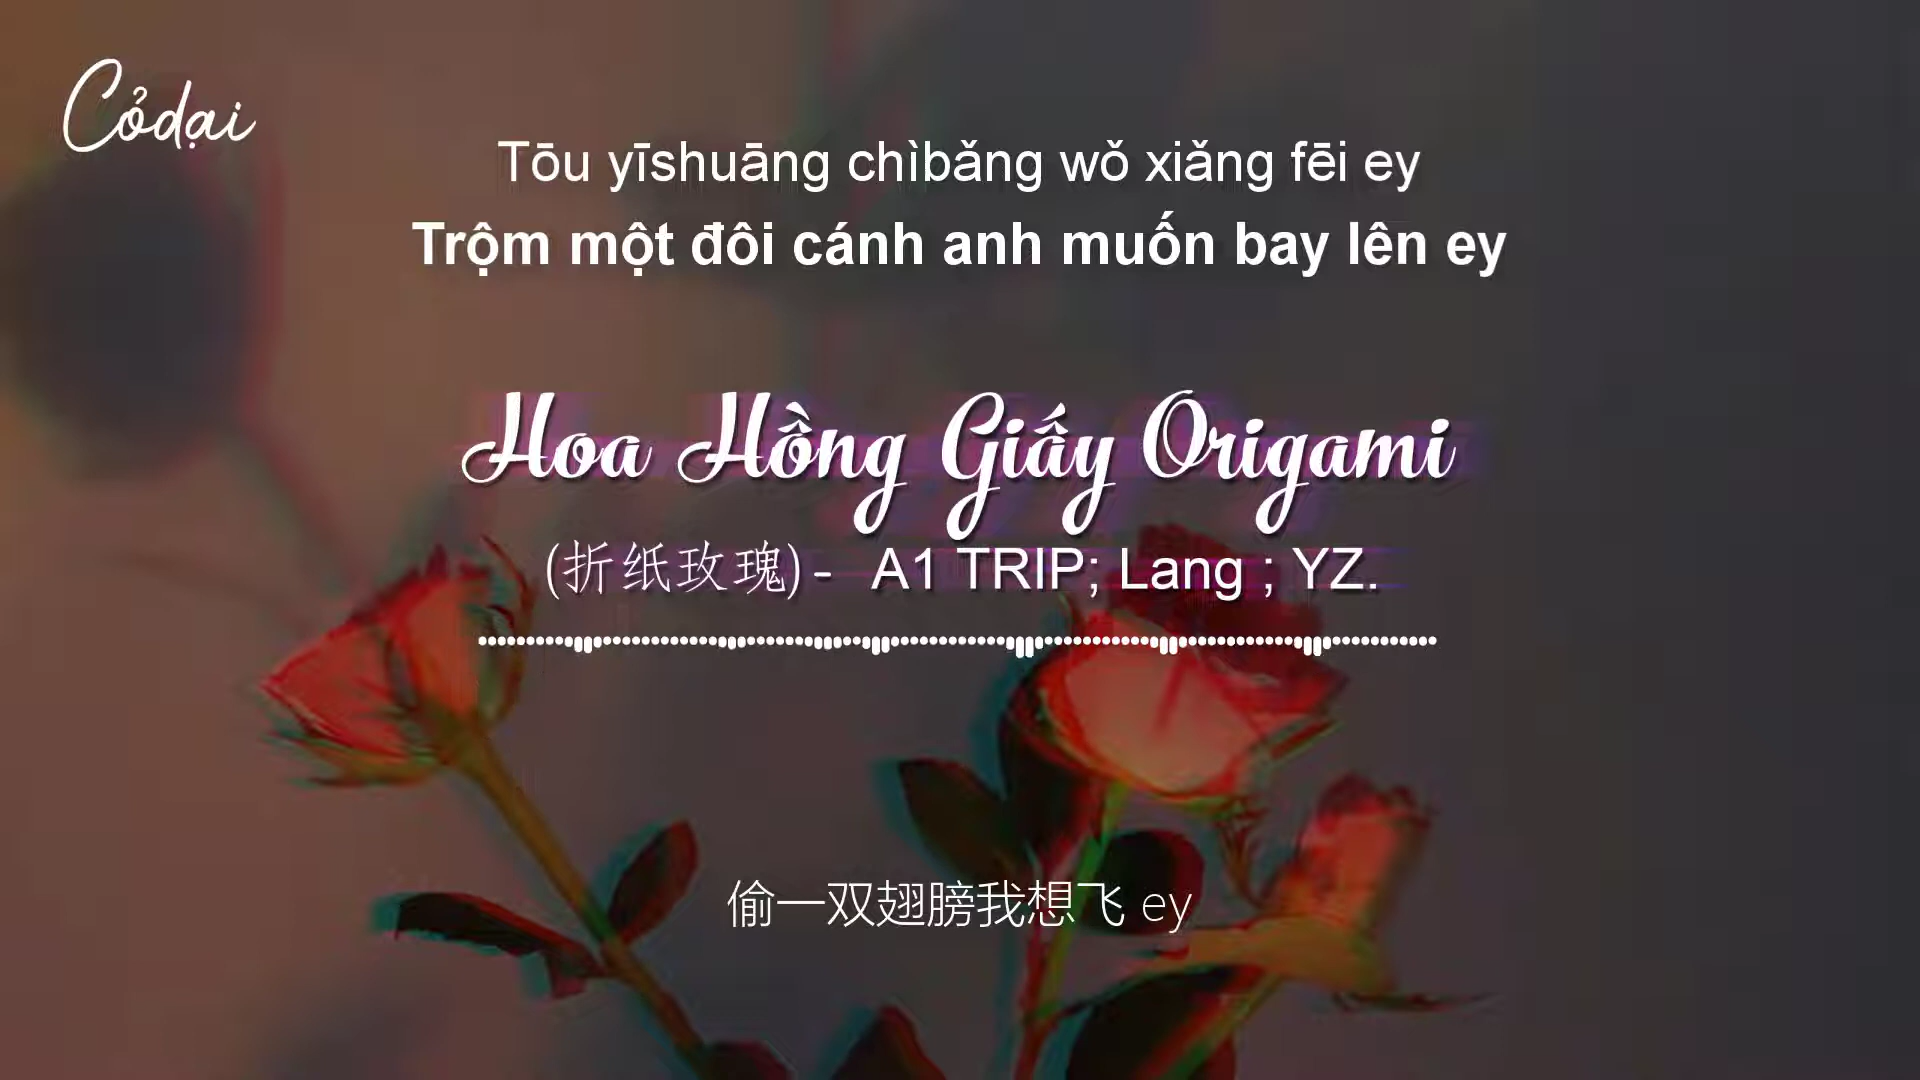 Cỏdại
Tōu yīshuāng chìbǎng wǒ xiǎng fēi ey
Trộm một đôi cánh anh muốn bay lên ey
Hoa Hồng Giấy Origami
(折纸玫瑰) - A1 TRIP; Lang ; YZ.
偷一双翅膀我想飞 ey